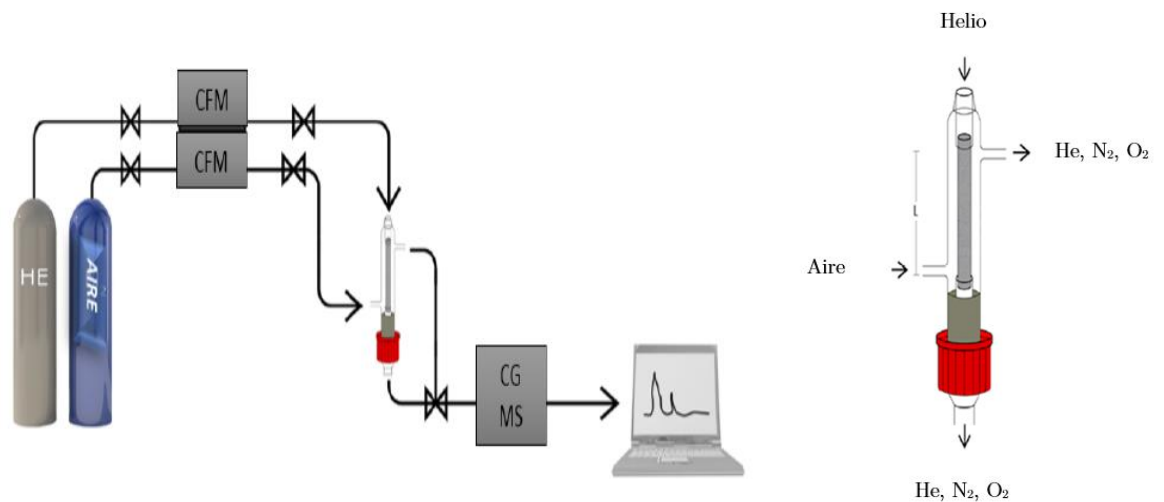 CFM
CFM
HE
AIRE
CG
MS
Helio
He, N₂, O₂
L
Aire
He, N₂, O₂